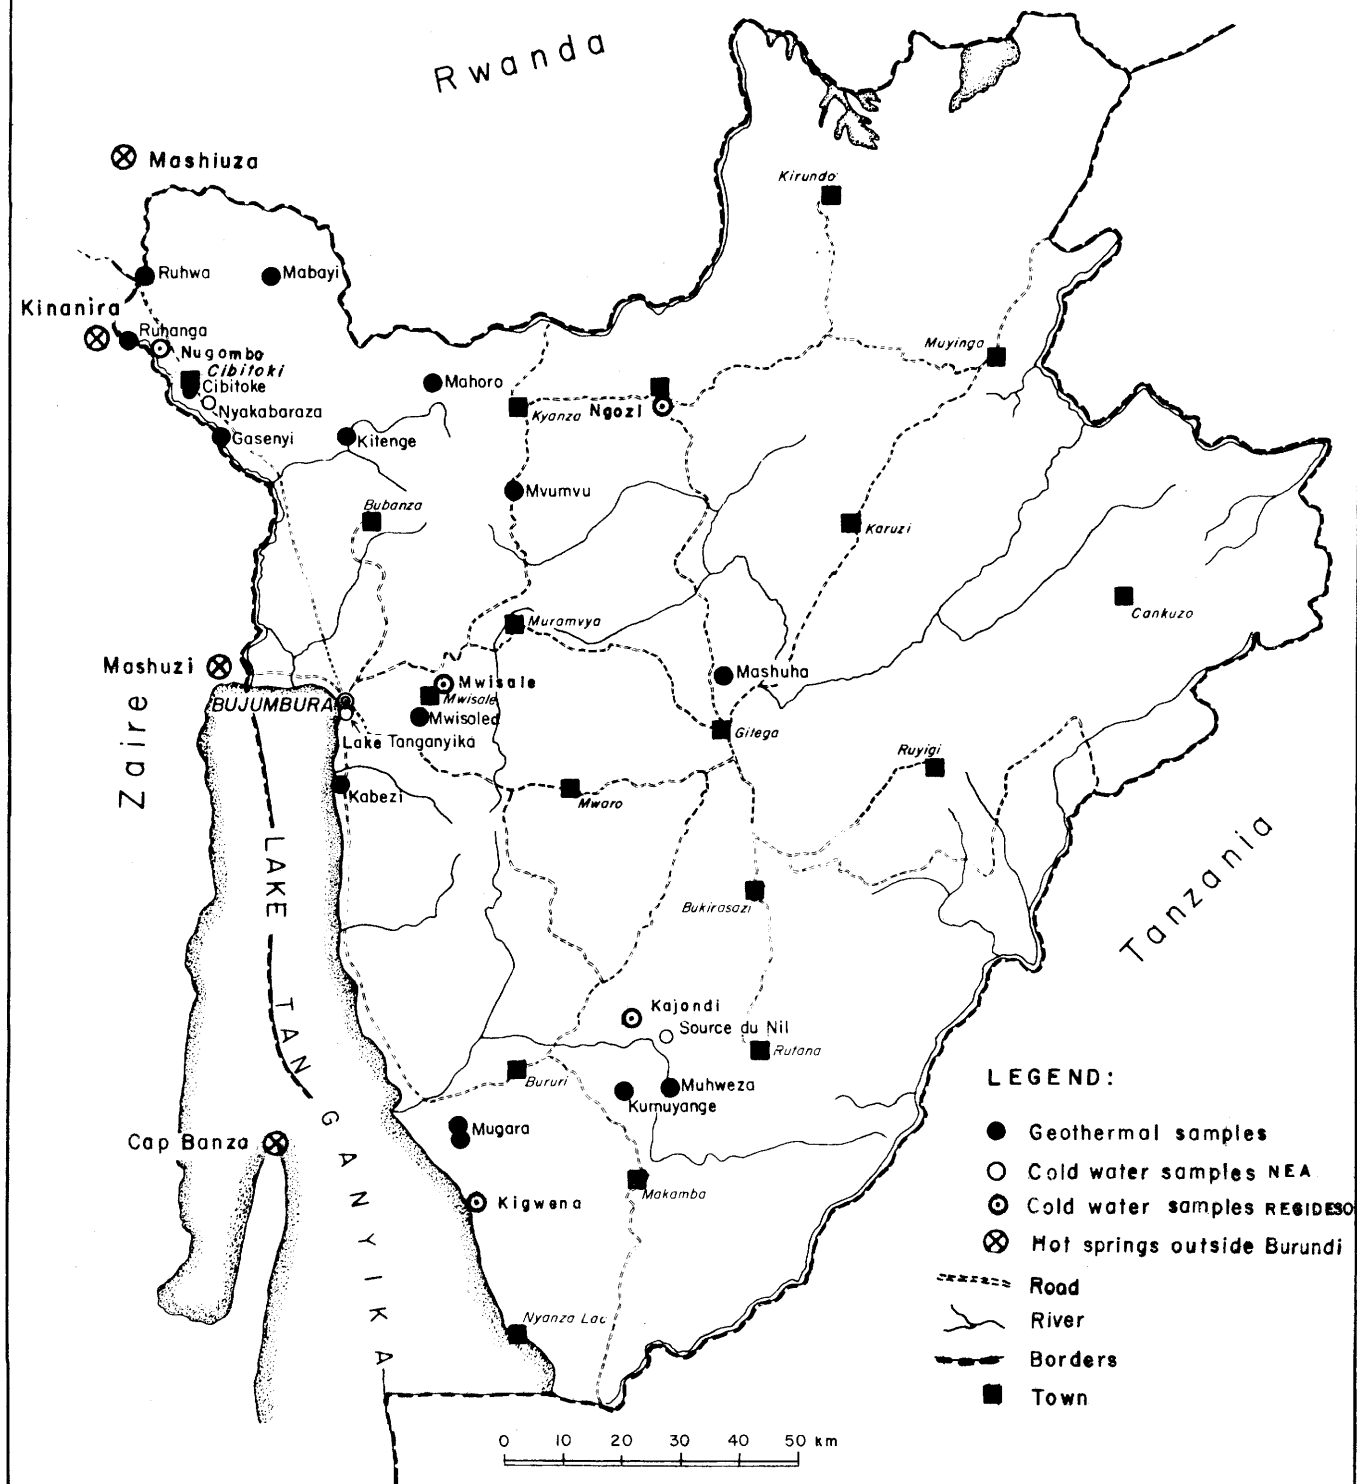 Rwanda
Mashiuza
Kirundo
Ruhwa
Mabayi
Kinanira
Ruhanga
Nugomba
Cibitoki
Cibitoke
Nyakabaraza
Mahoro
Muyinga
Kyanza
Ngozi
Gasenyi
Kitenge
Mvumvu
Bubanza
Karuzi
Cankuzo
Muramvya
Mashuzi
Mwisale
Mwisale
Mashuha
BUJUMBURA
Mwisaled
Gitega
Lake Tanganyika
Ruyigi
Zaire
Kabezi
Mwaro
Tanzania
LAKE TANGANYIKA
Bukirasazi
Kajondi
Source du Nil
Rutana
Bururi
Muhweza
Kumuyange
Mugara
Cap Banza
Makamba
Kigwena
Nyanza Lac
LEGEND:
Geothermal samples
Cold water samples NEA
Cold water samples REGIDESO
Hot springs outside Burundi
Road
River
Borders
Town
0 10 20 30 40 50 km